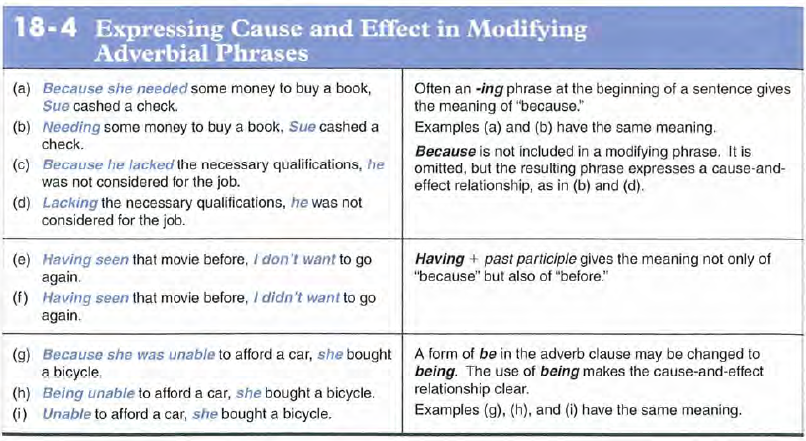 18-4 Expressing Cause and Effect in Modifying
Adverbial Phrases
(a) Because she needed some money to buy a book,
Sue cashed a check.
(b) Needing some money to buy a book, Sue cashed a
check.
(c) Because he lacked the necessary qualifications, he
was not considered for the job.
(d) Lacking the necessary qualifications, he was not
considered for the job.
Often an -ing phrase at the beginning of a sentence gives
the meaning of "because."
Examples (a) and (b) have the same meaning.
Because is not included in a modifying phrase. It is
omitted, but the resulting phrase expresses a cause-and-
effect relationship, as in (b) and (d).
(e) Having seen that movie before, I don't want to go
again.
(f) Having seen that movie before, I didn't want to go
again.
Having + past participle gives the meaning not only of
"because" but also of "before."
(g) Because she was unable to afford a car, she bought
a bicycle.
(h) Being unable to afford a car, she bought a bicycle.
(i) Unable to afford a car, she bought a bicycle.
A form of be in the adverb clause may be changed to
being. The use of being makes the cause-and-effect
relationship clear.
Examples (g), (h), and (i) have the same meaning.